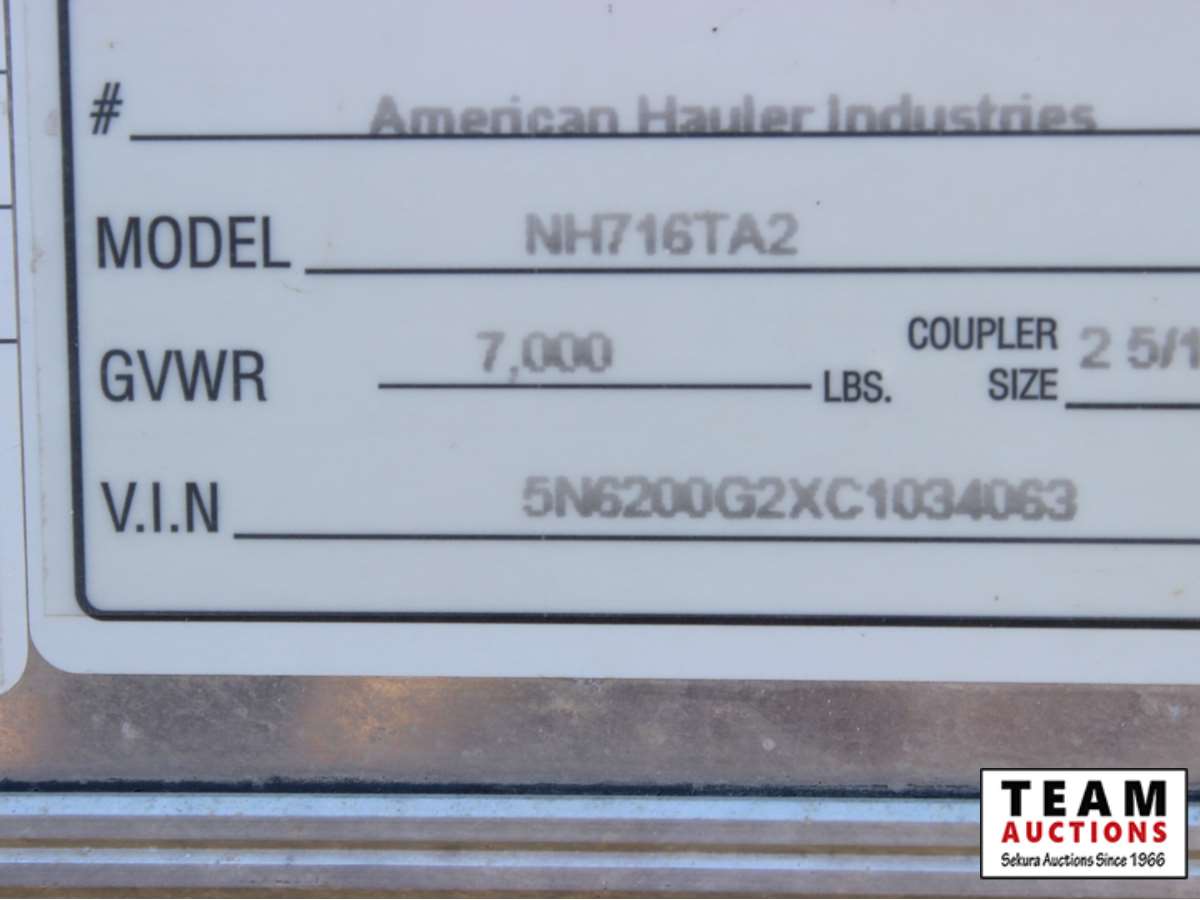 # American Hauler Industries
MODEL NH716TA2
GVWR 7,000 LBS. COUPLER SIZE 2 5/1
V.I.N 5N6200G2XC1034063
TEAM
AUCTIONS
Sekura Auctions Since 1966